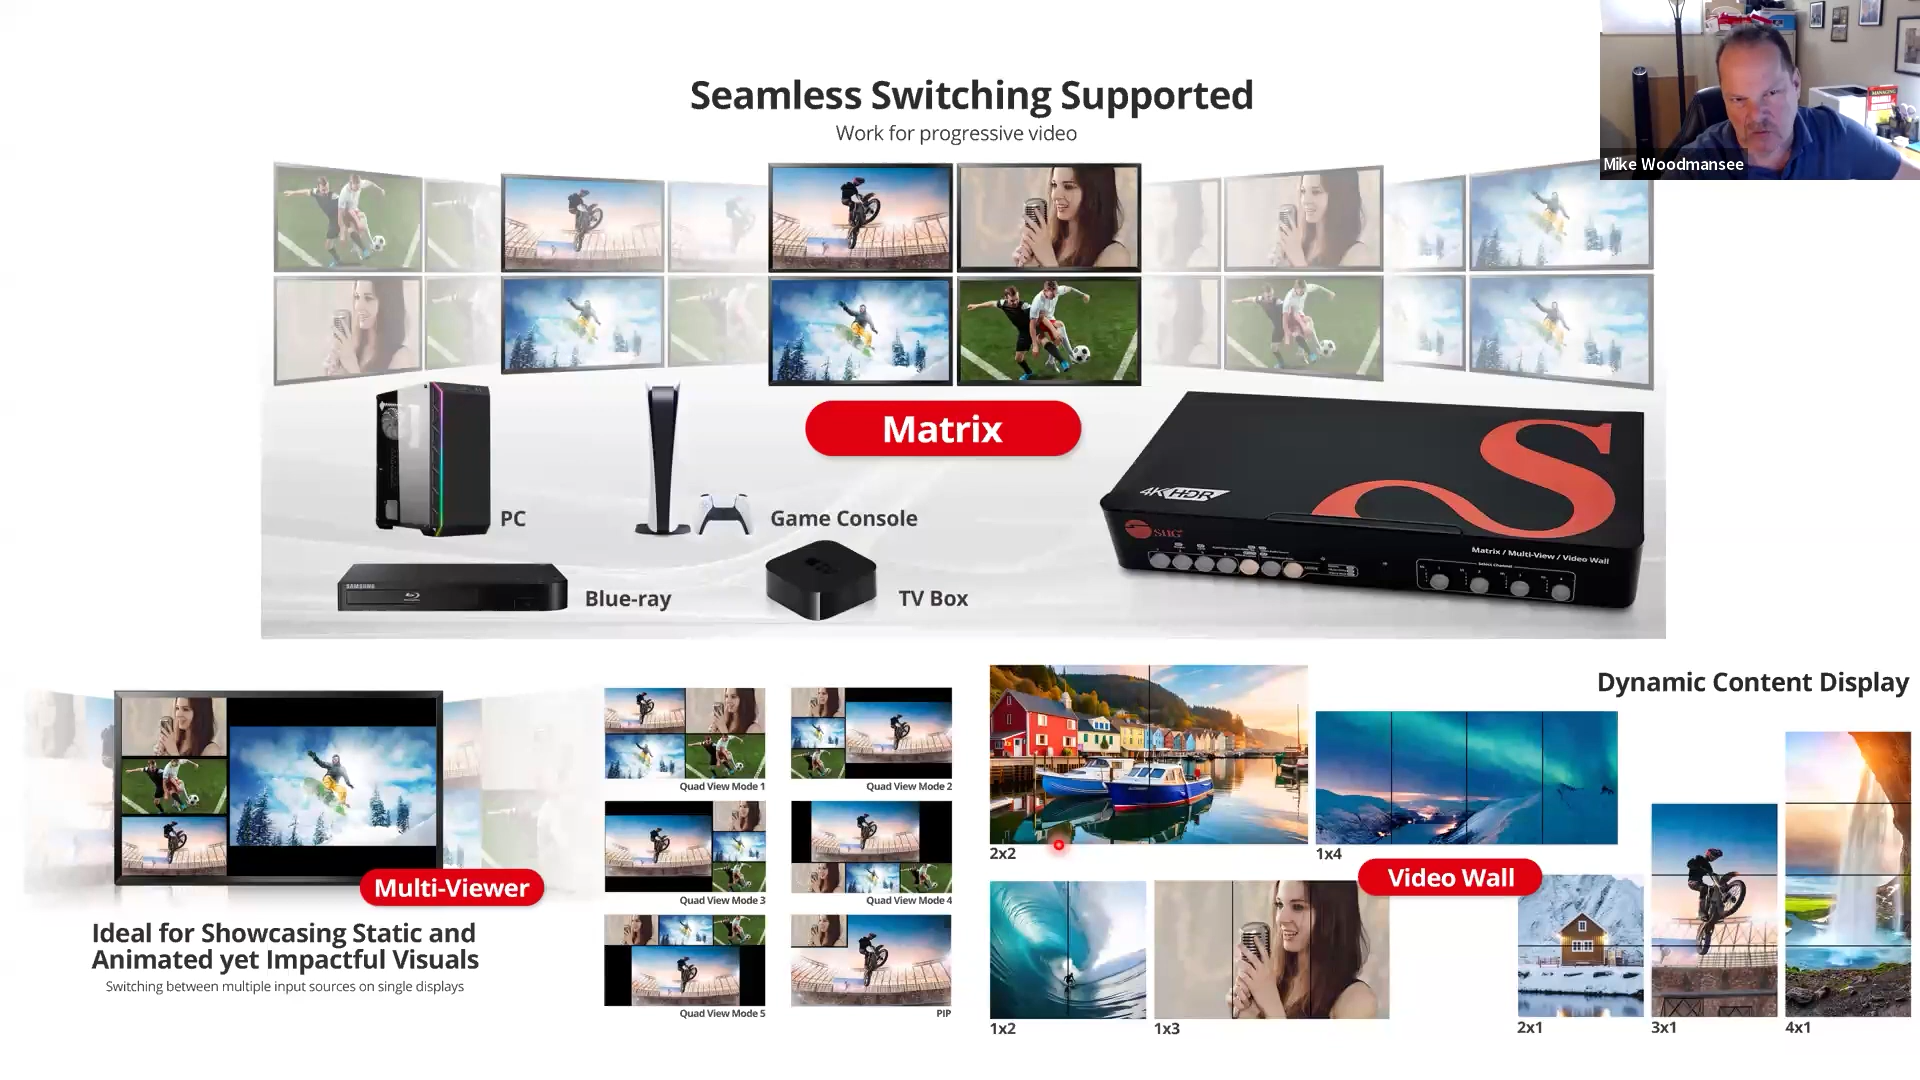 Seamless Switching Supported
Work for progressive video
Mike Woodmansee
Matrix
PC
Game Console
SAMSUNG
Blue-ray
TV Box
4K HDR
SIIG
Matrix / Multi-View / Video Wall
Select Channel
Multi-Viewer
Ideal for Showcasing Static and
Animated yet Impactful Visuals
Switching between multiple input sources on single displays
Quad View Mode 1
Quad View Mode 2
Quad View Mode 3
Quad View Mode 4
Quad View Mode 5
PIP
Dynamic Content Display
2x2
1x4
Video Wall
1x2
1x3
2x1
3x1
4x1